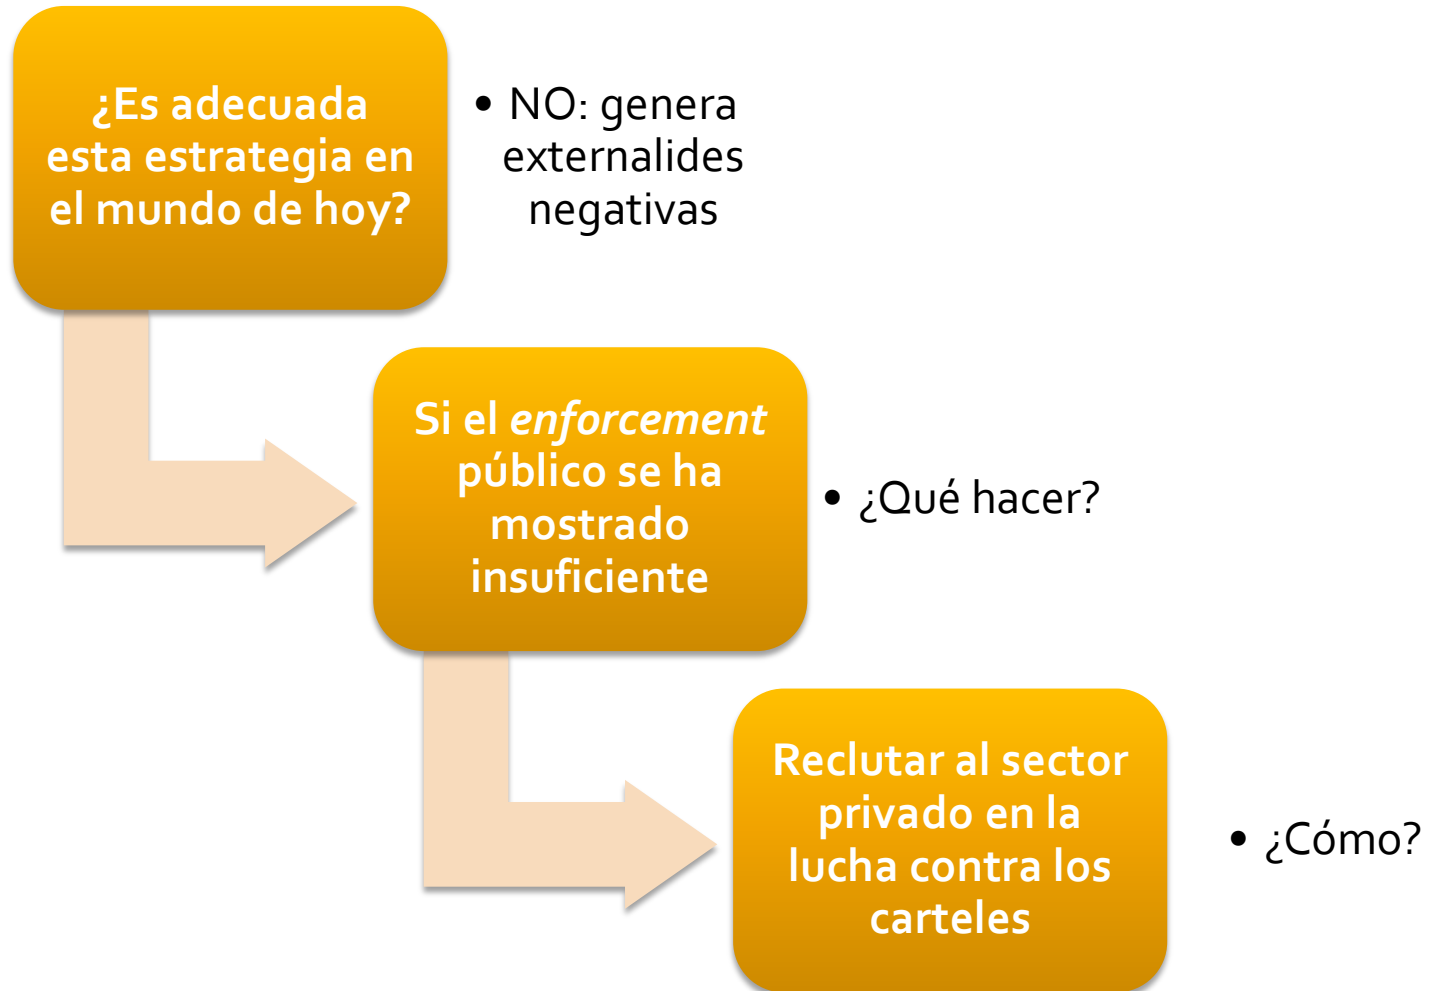 ¿Es adecuada
esta estrategia en
el mundo de hoy?
• NO: genera
externalides
negativas
Si el enforcement
público se ha
mostrado
insuficiente
• ¿Qué hacer?
Reclutar al sector
privado en la
lucha contra los
carteles
• ¿Cómo?